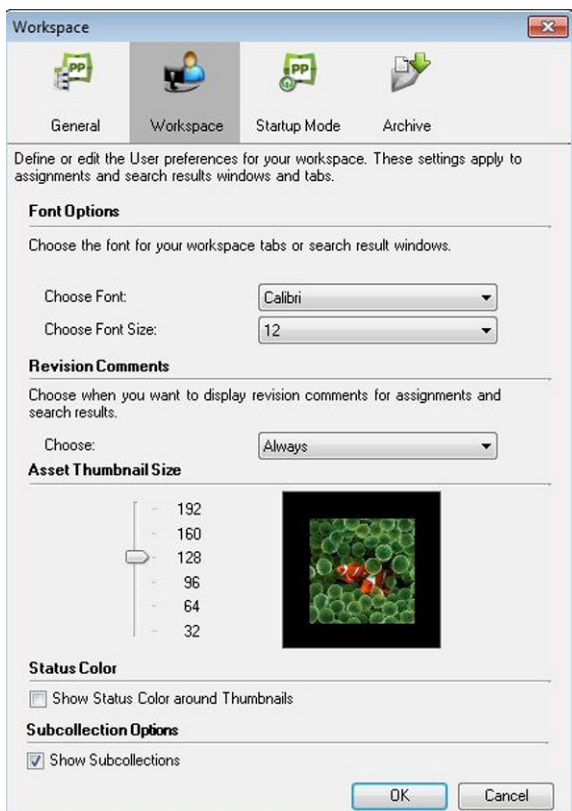 Workspace
PP
PP
General
Workspace
Startup Mode
Archive
Define or edit the User preferences for your workspace. These settings apply to
assignments and search results windows and tabs.
Font Options
Choose the font for your workspace tabs or search result windows.
Choose Font:
Calibri
Choose Font Size:
12
Revision Comments
Choose when you want to display revision comments for assignments and
search results.
Choose:
Always
Asset Thumbnail Size
192
160
128
96
64
32
Status Color
Show Status Color around Thumbnails
Subcollection Options
Show Subcollections
OK
Cancel